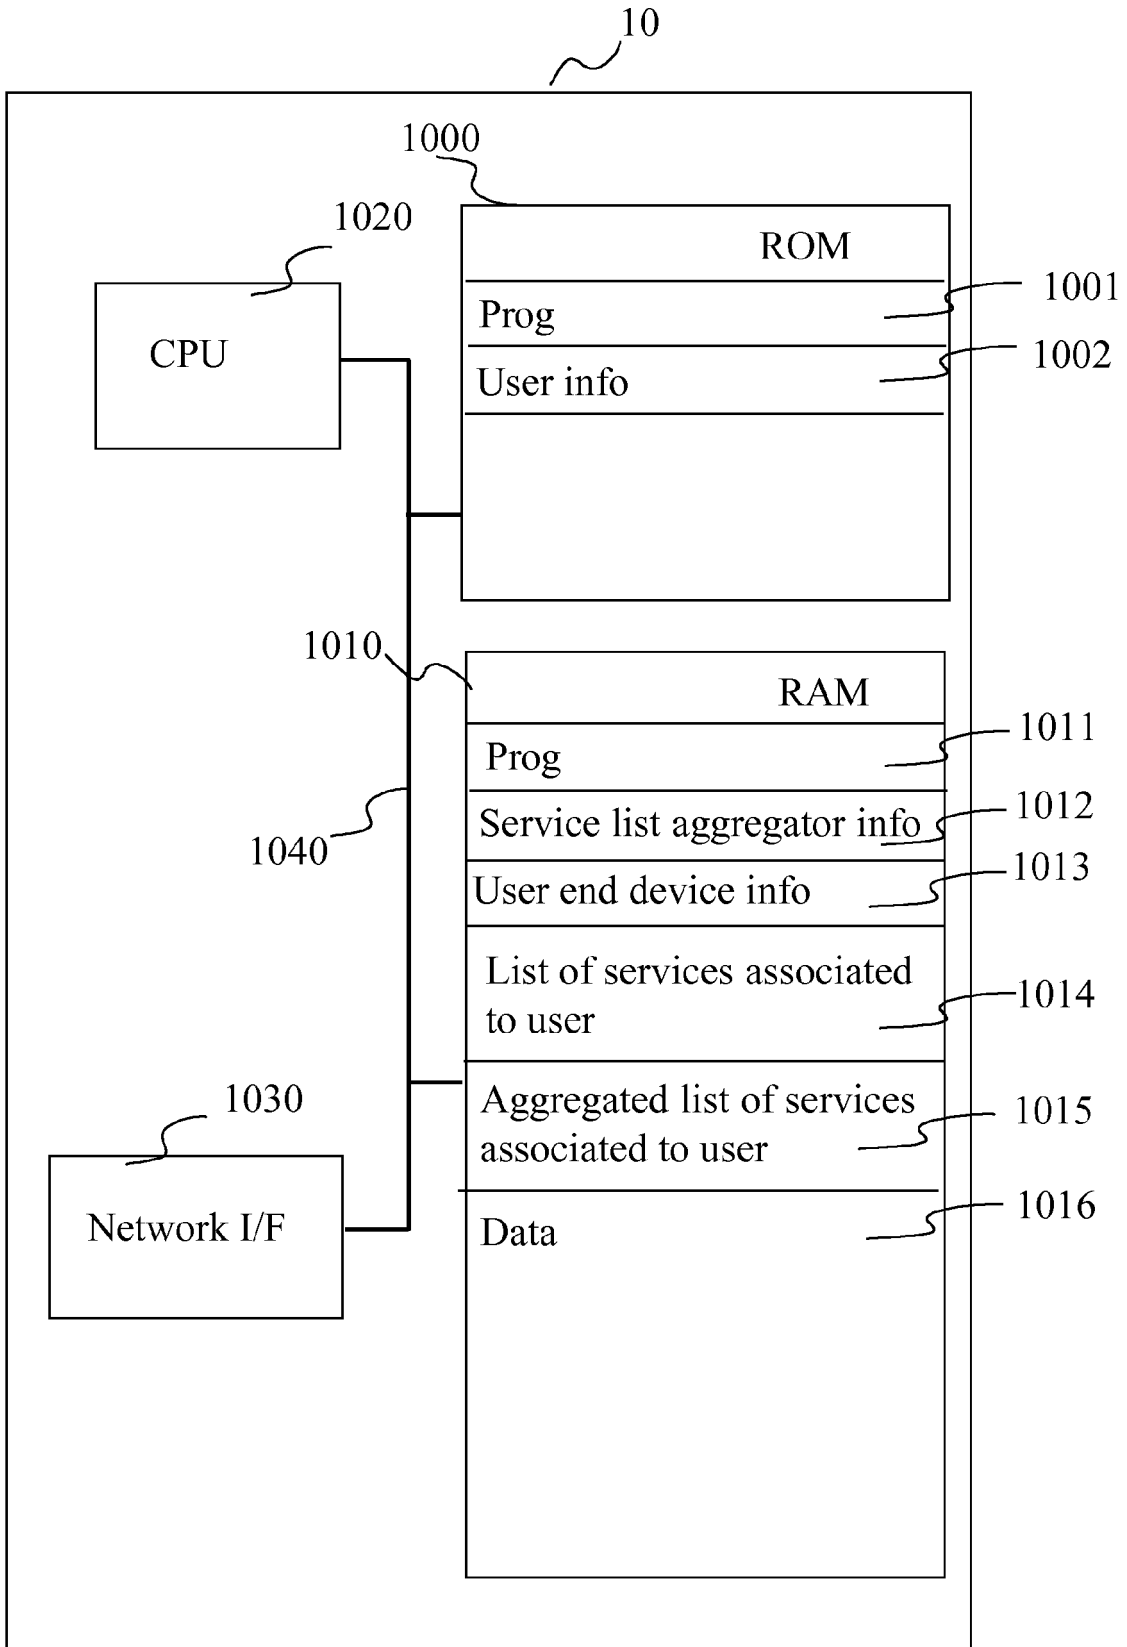 10
1000
1020
ROM
1001
Prog
CPU
1002
User info
1010
RAM
1011
Prog
1012
Service list aggregator info
1040
1013
User end device info
List of services associated
to user
1014
1030
Aggregated list of services
associated to user
1015
1016
Network I/F
Data